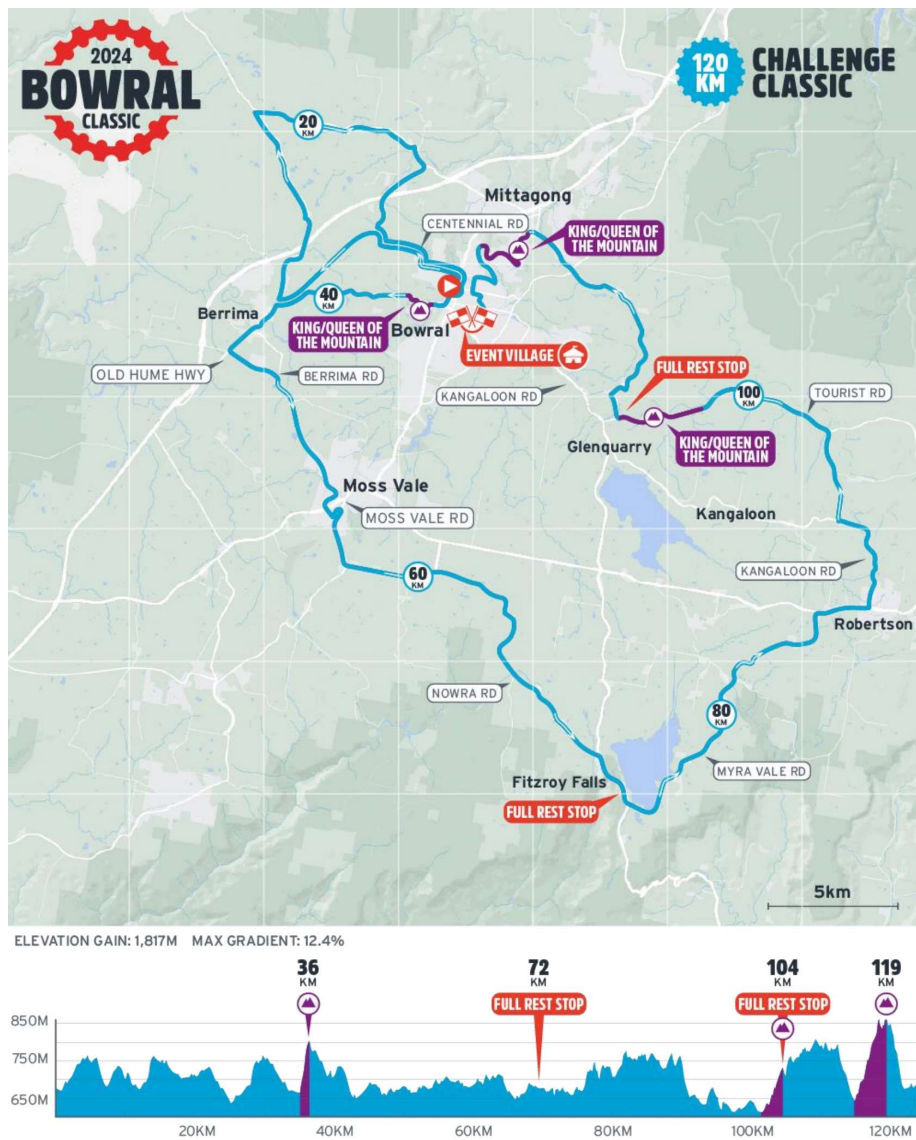 2024
BOWRAL
CLASSIC
120
KM
CHALLENGE
CLASSIC
20
KM
Mittagong
CENTENNIAL RD
KING/QUEEN OF
THE MOUNTAIN
40
KM
Berrima
KING/QUEEN OF
THE MOUNTAIN
Bowral
EVENT VILLAGE
OLD HUME HWY
BERRIMA RD
KANGALOON RD
FULL REST STOP
100
KM
TOURIST RD
Glenquarry
KING/QUEEN OF
THE MOUNTAIN
Moss Vale
MOSS VALE RD
Kangaloon
60
KM
KANGALOON RD
Robertson
NOWRA RD
80
KM
MYRA VALE RD
Fitzroy Falls
FULL REST STOP
5km
ELEVATION GAIN: 1,817M MAX GRADIENT: 12.4%
36
KM
72
KM
FULL REST STOP
104
KM
FULL REST STOP
119
KM
850M
750M
650M
20KM
40KM
60KM
80KM
100KM
120KM